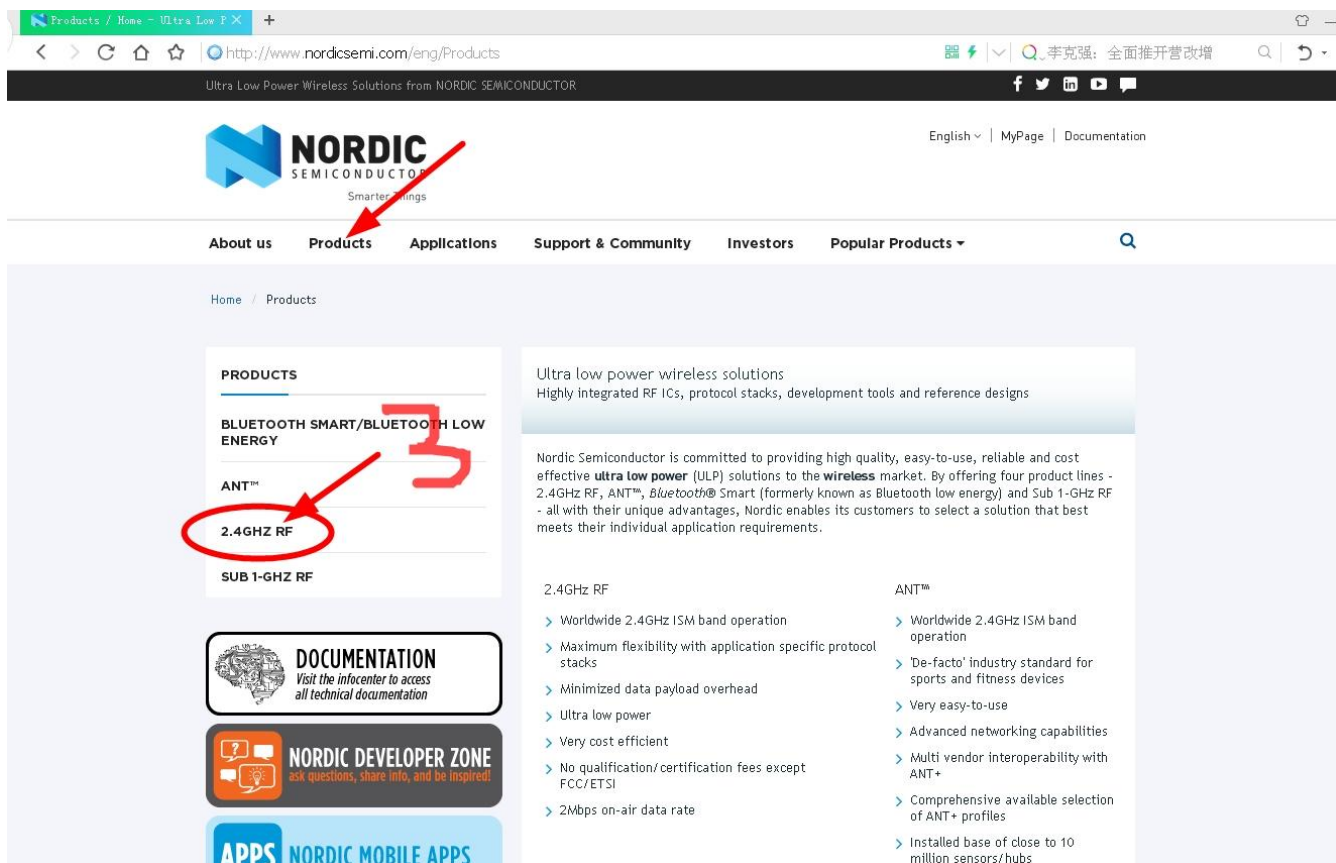 Products / Home - Ultra Low P
http://www.nordicsemi.com/eng/Products
李克强：全面推开营改增
Ultra Low Power Wireless Solutions from NORDIC SEMICONDUCTOR
NORDIC
SEMICONDUCTOR
Smarter Things
English | MyPage | Documentation
About us Products Applications Support & Community Investors Popular Products
Home / Products
PRODUCTS
BLUETOOTH SMART/BLUETOOTH LOW
ENERGY
ANT™
2.4GHZ RF
SUB 1-GHZ RF
3
DOCUMENTATION
Visit the infocenter to access
all technical documentation
NORDIC DEVELOPER ZONE
ask questions, share info, and be inspired!
APPS NORDIC MOBILE APPS
Ultra low power wireless solutions
Highly integrated RF ICs, protocol stacks, development tools and reference designs
Nordic Semiconductor is committed to providing high quality, easy-to-use, reliable and cost
effective ultra low power (ULP) solutions to the wireless market. By offering four product lines -
2.4GHz RF, ANT™, Bluetooth® Smart (formerly known as Bluetooth low energy) and Sub 1-GHz RF
- all with their unique advantages, Nordic enables its customers to select a solution that best
meets their individual application requirements.
2.4GHz RF
Worldwide 2.4GHz ISM band operation
Maximum flexibility with application specific protocol
stacks
Minimized data payload overhead
Ultra low power
Very cost efficient
No qualification/certification fees except
FCC/ETSI
2Mbps on-air data rate
ANT™
Worldwide 2.4GHz ISM band
operation
'De-facto' industry standard for
sports and fitness devices
Very easy-to-use
Advanced networking capabilities
Multi vendor interoperability with
ANT+
Comprehensive available selection
of ANT+ profiles
Installed base of close to 10
million sensors/hubs